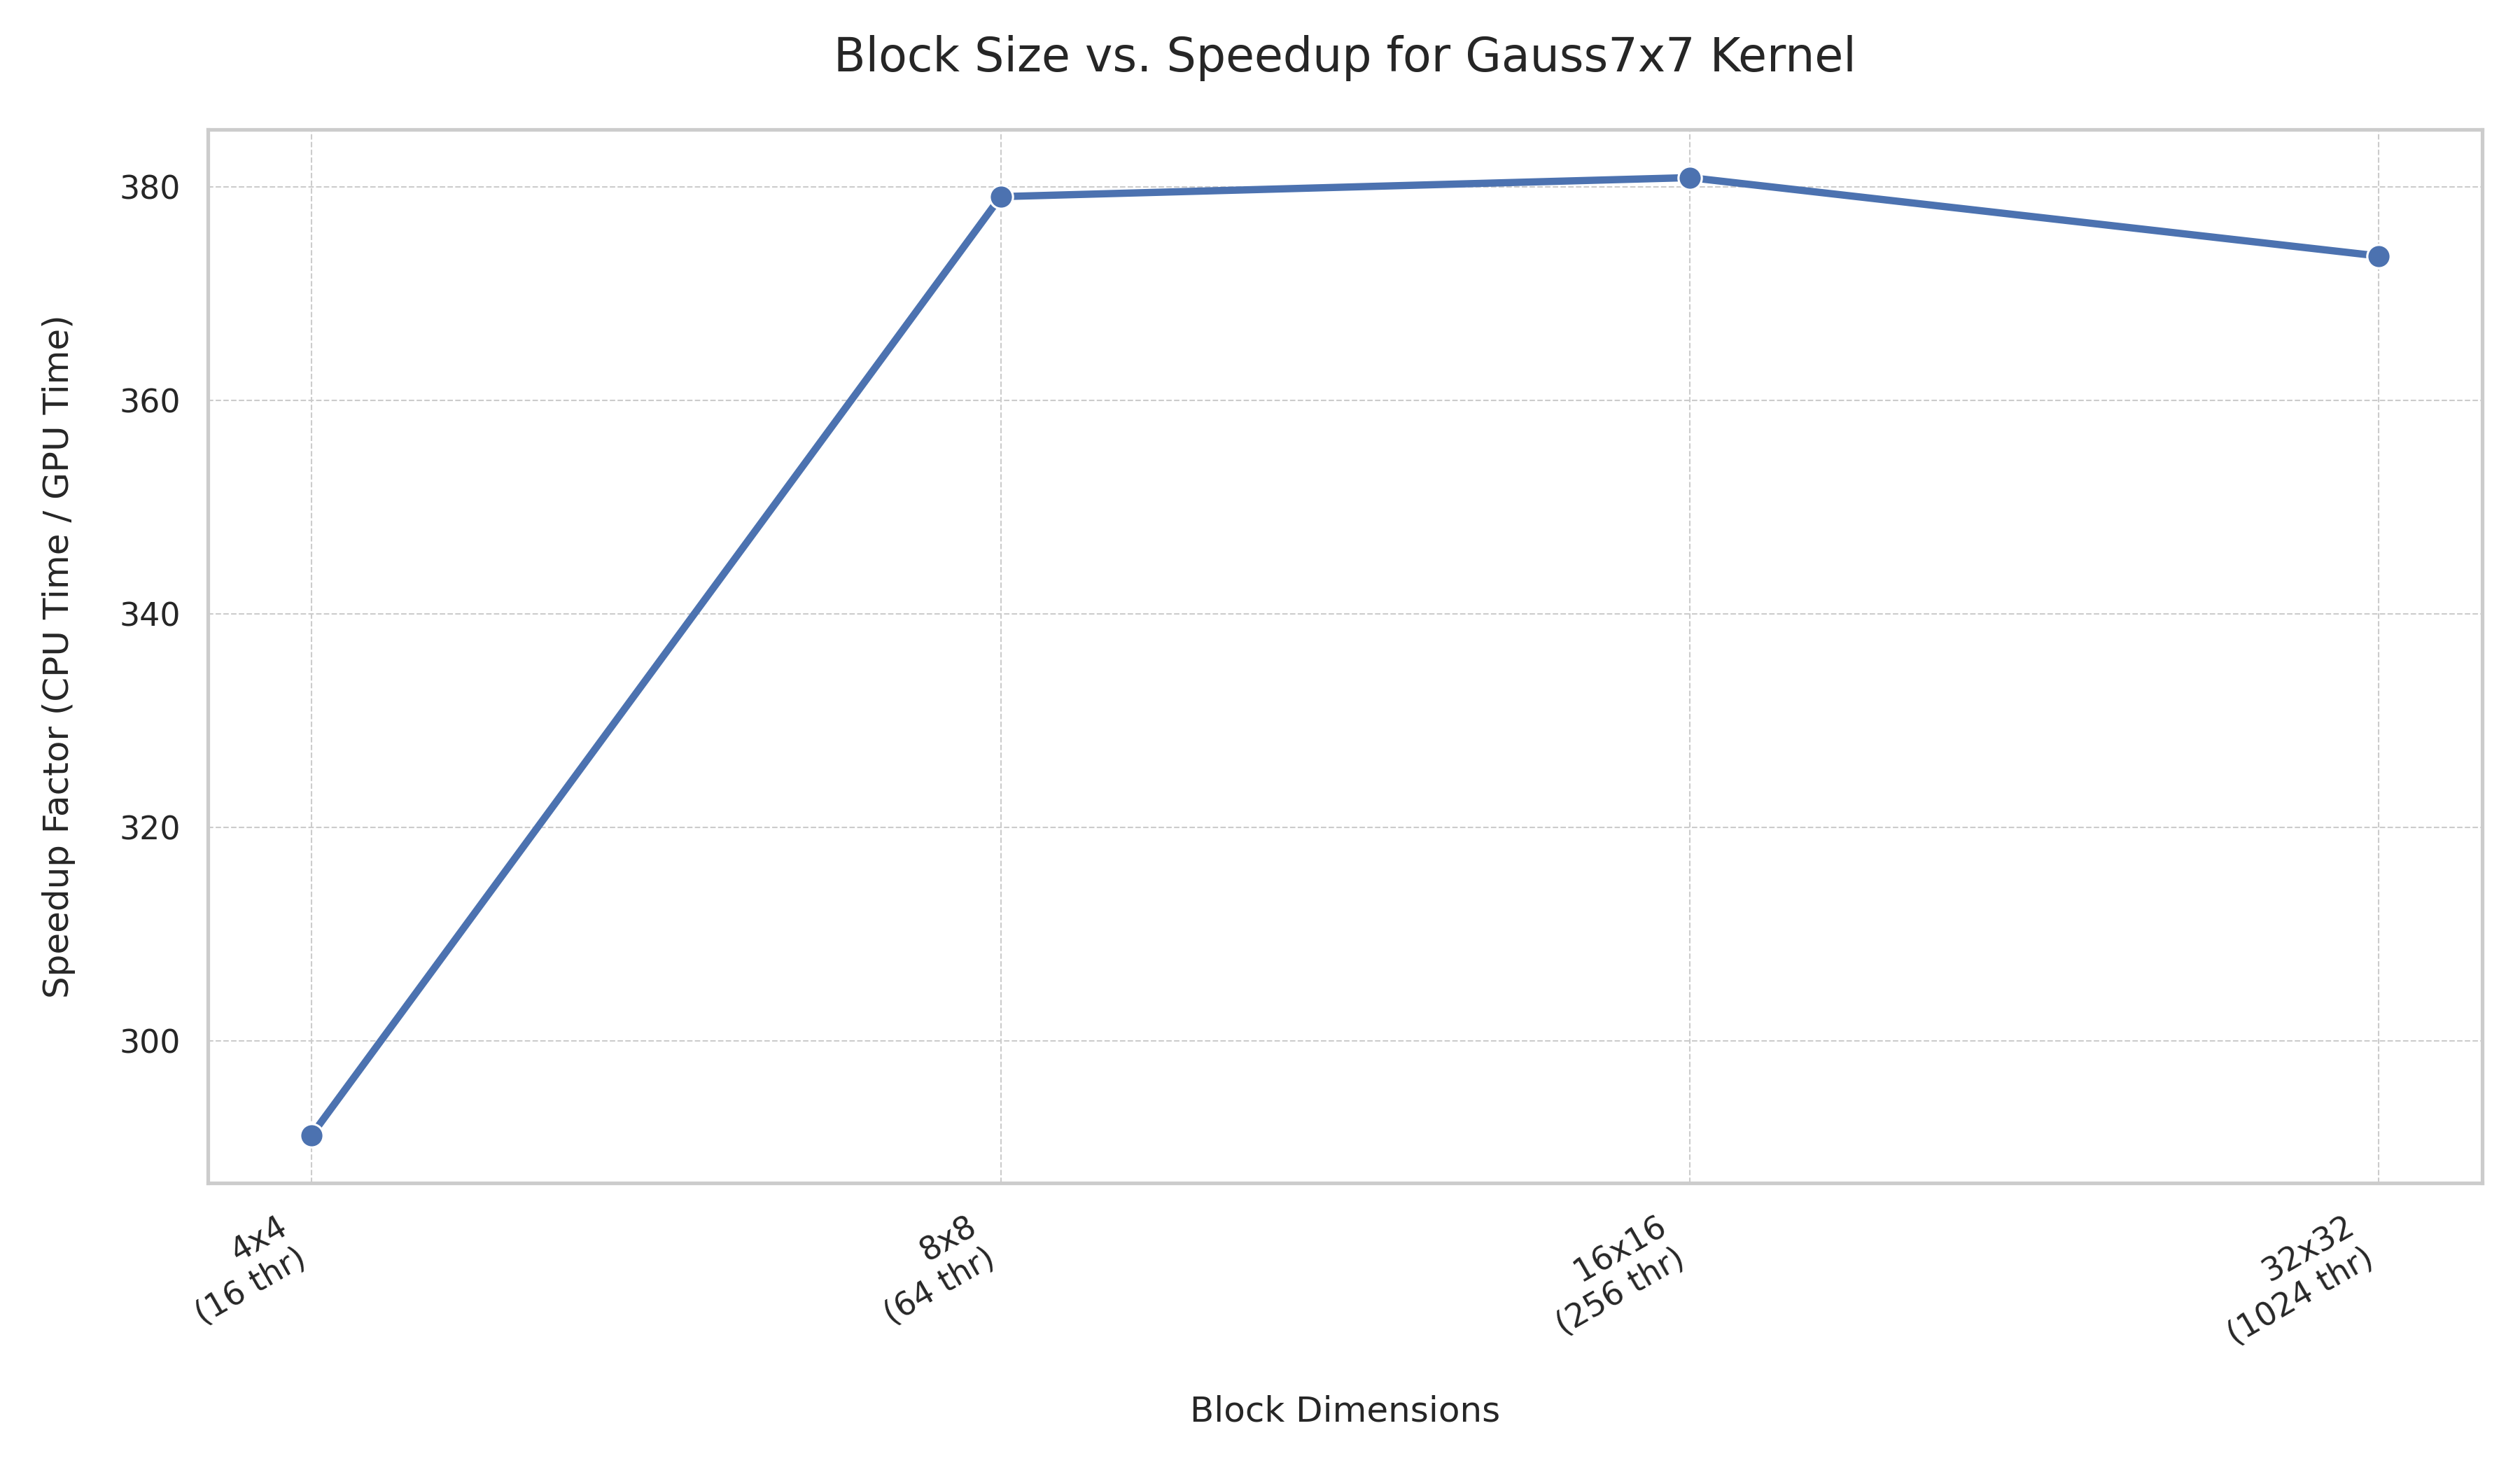 Block Size vs. Speedup for Gauss7x7 Kernel
Speedup Factor (CPU Time / GPU Time)
380
360
340
320
300
4x4
(16 thr)
8x8
(64 thr)
16x16
(256 thr)
32x32
(1024 thr)
Block Dimensions